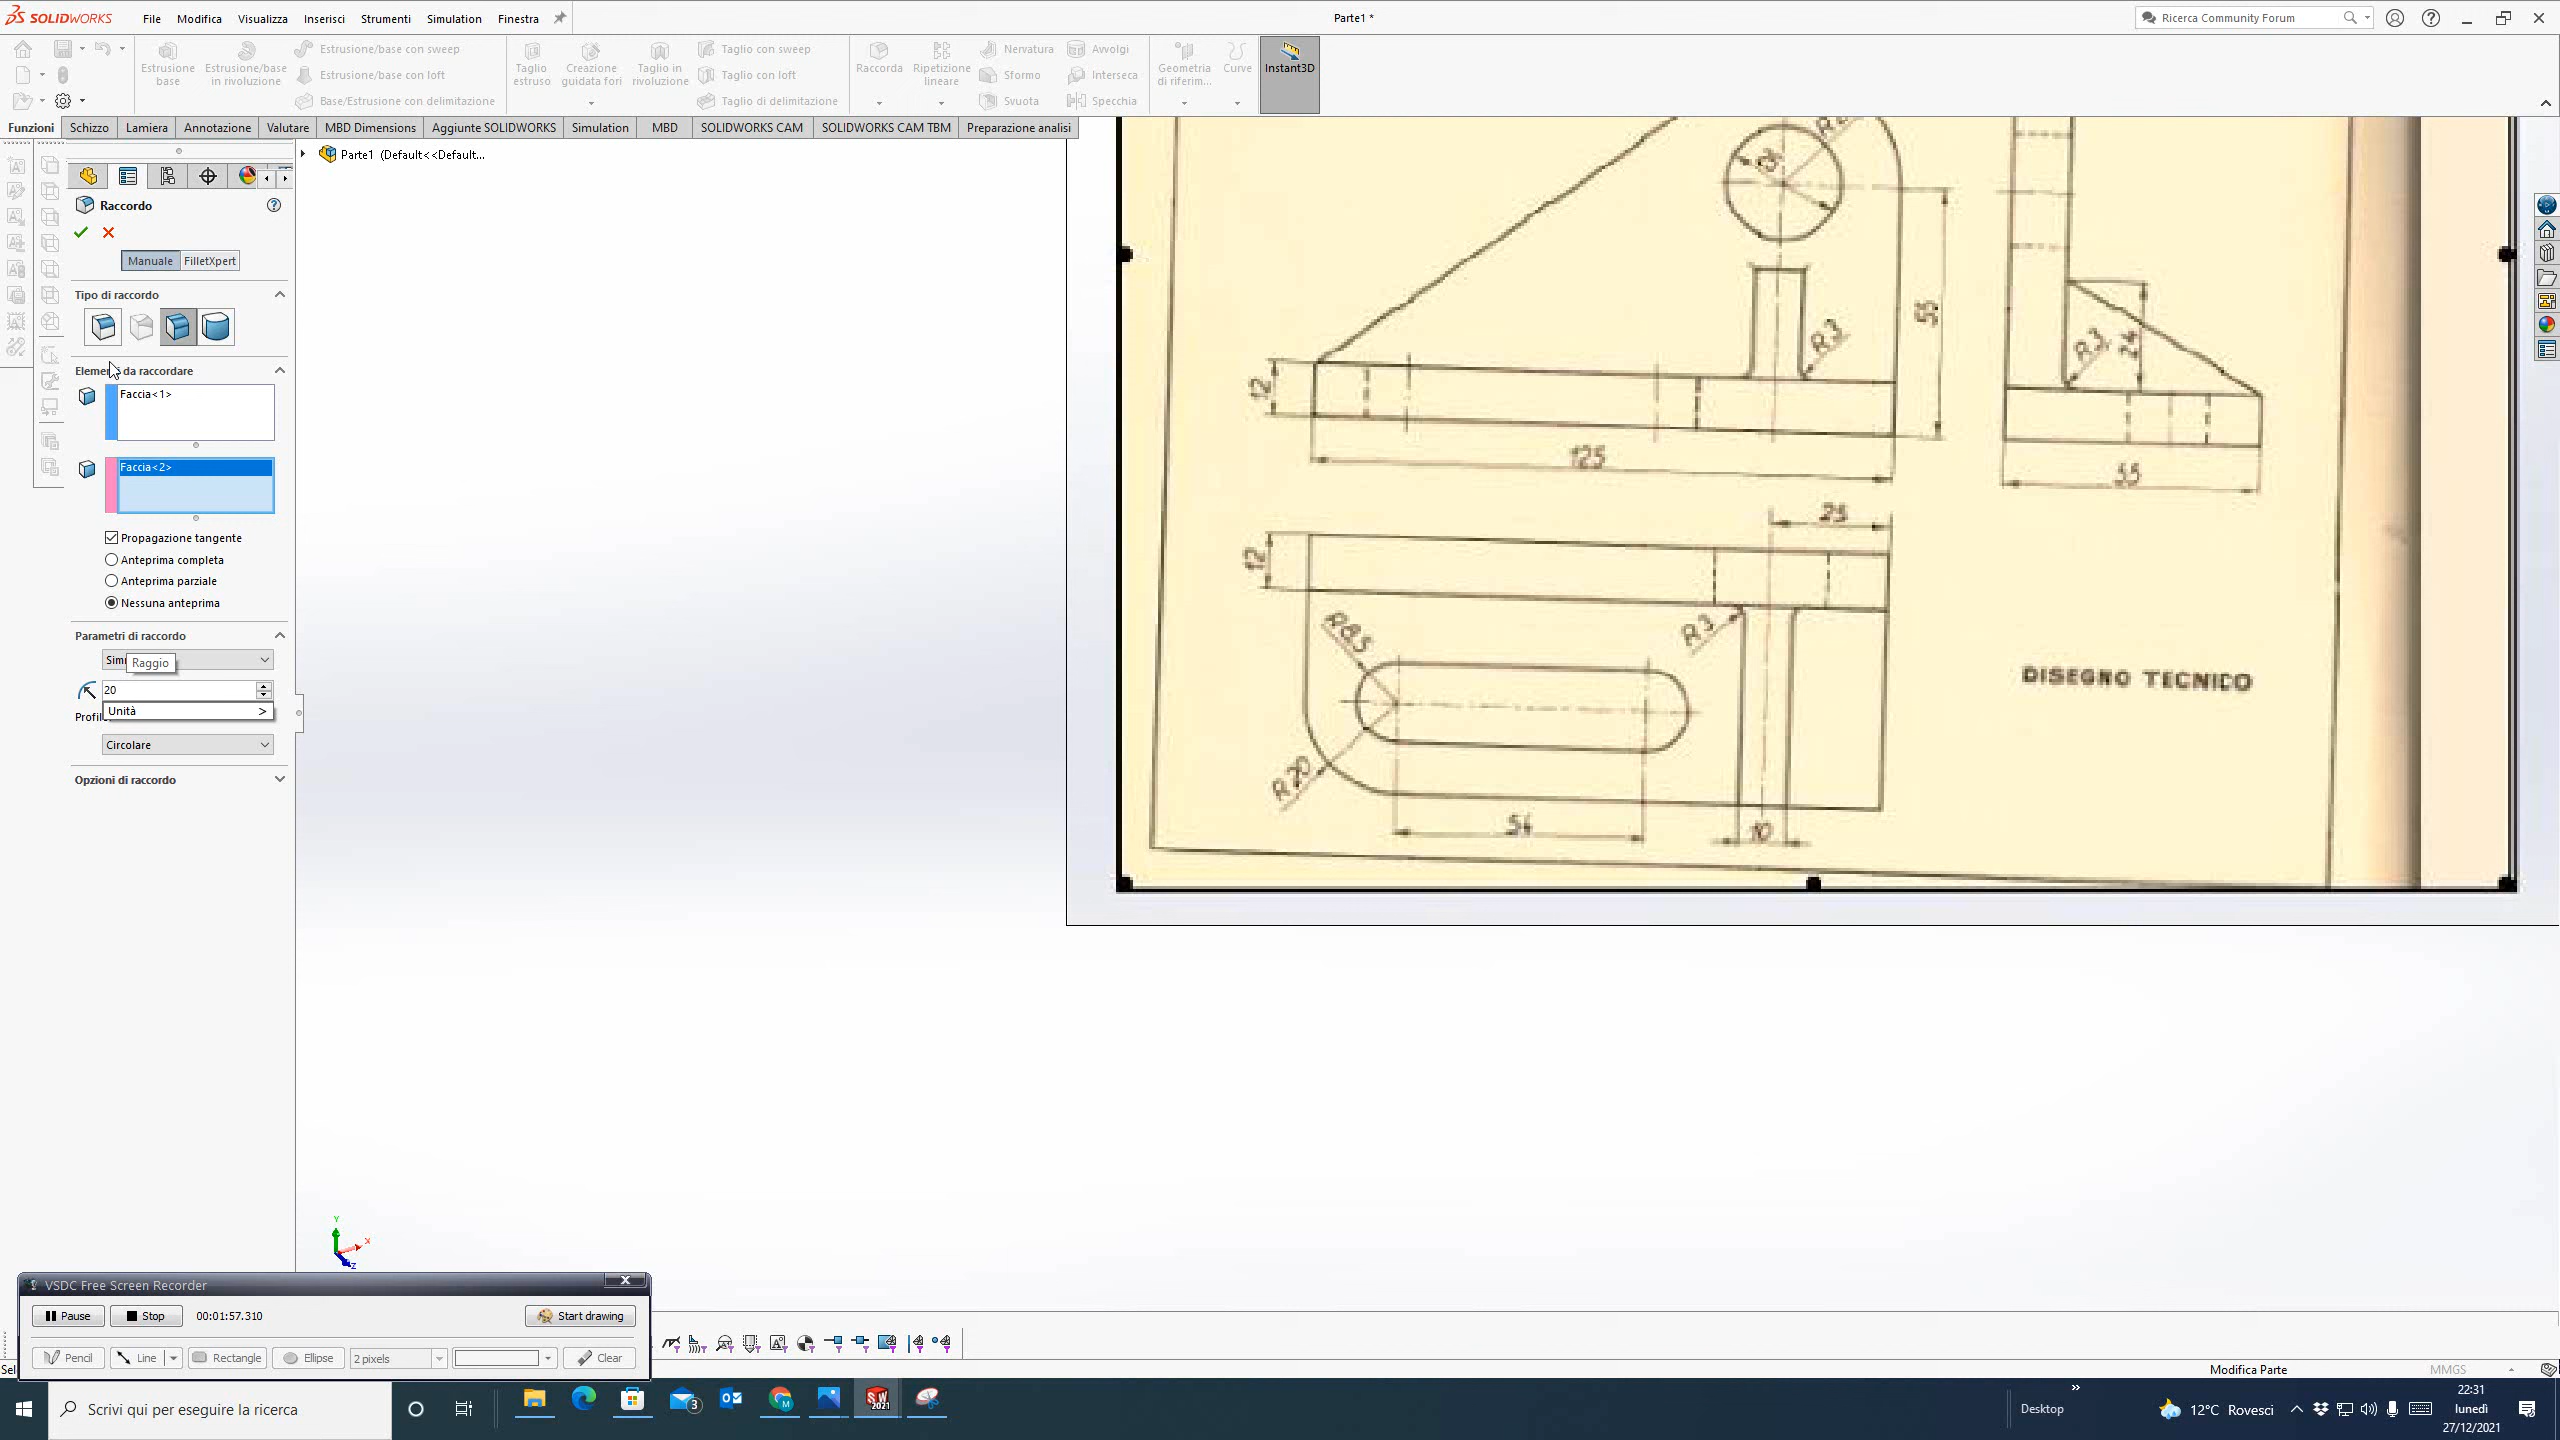 SOLIDWORKS File Modifica Visualizza Inserisci Strumenti Simulation Finestra Parte1 * Ricerca Community Forum
Estrusione base
Estrusione/base in rivoluzione
Estrusione/base con sweep
Estrusione/base con loft
Base/Estrusione con delimitazione
Taglio estruso
Creazione guidata fori
Taglio in rivoluzione
Taglio con sweep
Taglio con loft
Taglio di delimitazione
Raccorda
Ripetizione lineare
Nervatura
Sformo
Svuota
Avvolgi
Interseca
Specchia
Geometria di riferim...
Curve
Instant3D
Funzioni Schizzo Lamiera Annotazione Valutare MBD Dimensions Aggiunte SOLIDWORKS Simulation MBD SOLIDWORKS CAM SOLIDWORKS CAM TBM Preparazione analisi
Parte1 (Default<<Default...
Raccordo
Manuale FilletXpert
Tipo di raccordo
Elementi da raccordare
Faccia<1>
Faccia<2>
Propagazione tangente
Anteprima completa
Anteprima parziale
Nessuna anteprima
Parametri di raccordo
Raggio
20
Unità >
Circolare
Opzioni di raccordo
55
R3
12
125
R3
24
55
25
12
R8,5
R3
R20
54
10
DISEGNO TECNICO
Y
X
Z
VSDC Free Screen Recorder
Pause Stop 00:01:57.310 Start drawing
Pencil Line Rectangle Ellipse 2 pixels Clear
Modifica Parte MMGS
Scrivi qui per eseguire la ricerca
3
SW 2021
Desktop
12°C Rovesci
22:31
lunedì
27/12/2021